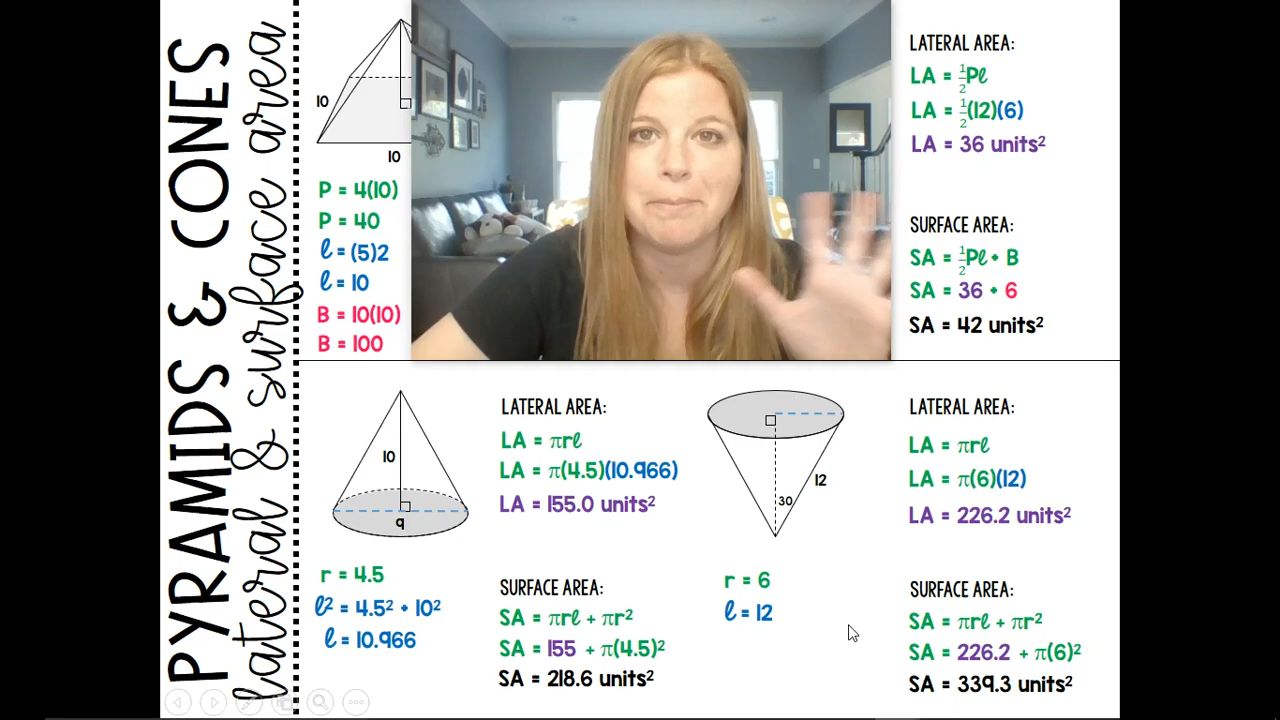 PYRAMIDS & CONES
lateral & surface area
10
10
P = 4(10)
P = 40
ℓ = (5)2
ℓ = 10
B = 10(10)
B = 100
LATERAL AREA:
LA = ½Pℓ
LA = ½(12)(6)
LA = 36 units²
SURFACE AREA:
SA = ½Pℓ + B
SA = 36 + 6
SA = 42 units²
10
9
r = 4.5
ℓ² = 4.5² + 10²
ℓ = 10.966
LATERAL AREA:
LA = πrℓ
LA = π(4.5)(10.966)
LA = 155.0 units²
SURFACE AREA:
SA = πrℓ + πr²
SA = 155 + π(4.5)²
SA = 218.6 units²
12
30
r = 6
ℓ = 12
LATERAL AREA:
LA = πrℓ
LA = π(6)(12)
LA = 226.2 units²
SURFACE AREA:
SA = πrℓ + πr²
SA = 226.2 + π(6)²
SA = 339.3 units²